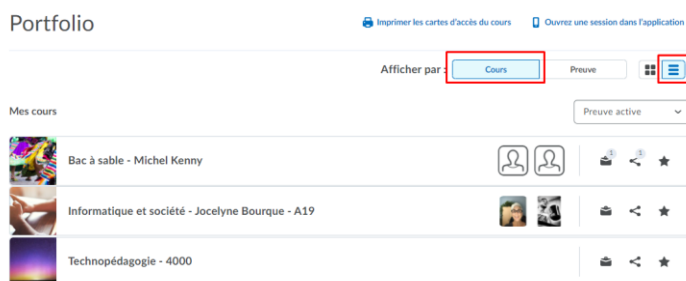 Portfolio
Imprimer les cartes d'accès du cours Ouvrez une session dans l'application
Afficher par : Cours Preuve
Mes cours Preuve active
Bac à sable - Michel Kenny 1 1
Informatique et société - Jocelyne Bourque - A19
Technopédagogie - 4000